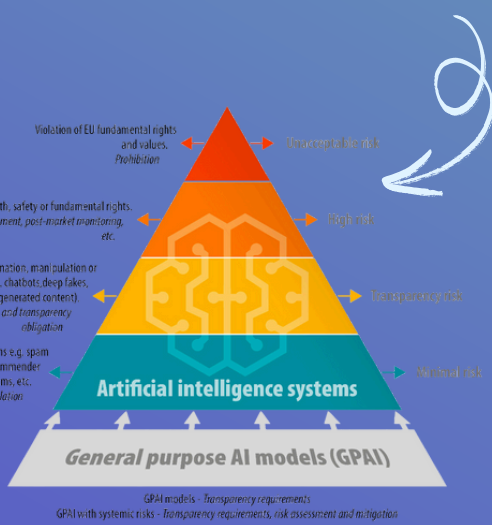 Violation of EU fundamental rights
and values.
Prohibition
Unacceptable risk
th, safety or fundamental rights.
ment, post-market monitoring,
etc.
High risk
nation, manipulation or
, chatbots, deep fakes,
generated content).
and transparency
obligation
Transparency risk
ns e.g. spam
mmender
ms, etc.
lation
Minimal risk
Artificial intelligence systems
General purpose AI models (GPAI)
GPAI models - Transparency requirements
GPAI with systemic risks - Transparency requirements, risk assessment and mitigation